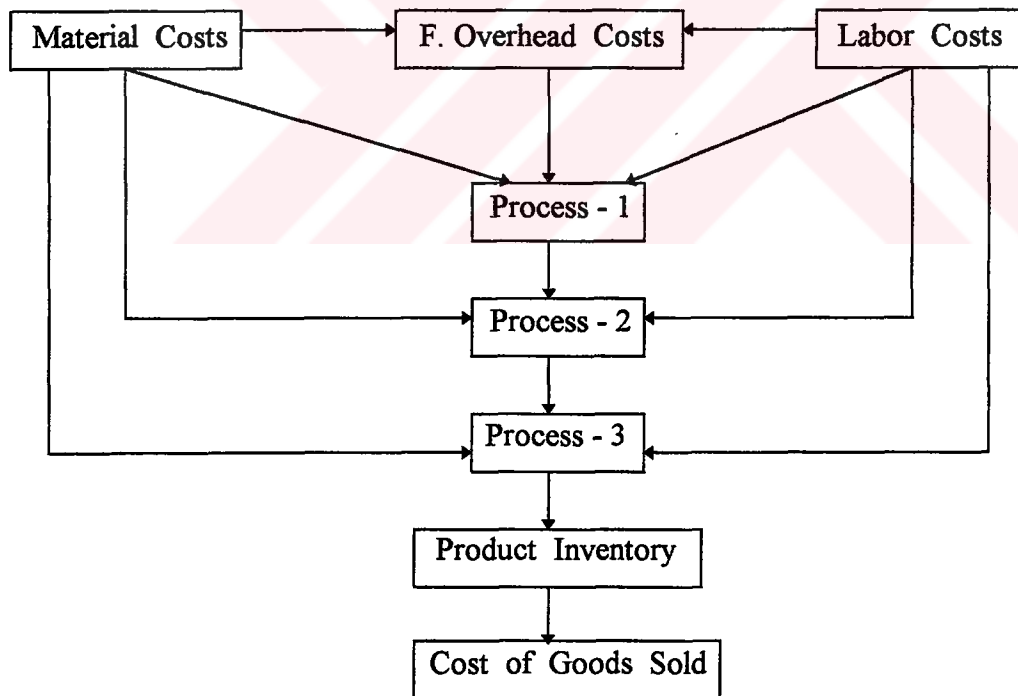 Material Costs
F. Overhead Costs
Labor Costs
Process - 1
Process - 2
Process - 3
Product Inventory
Cost of Goods Sold